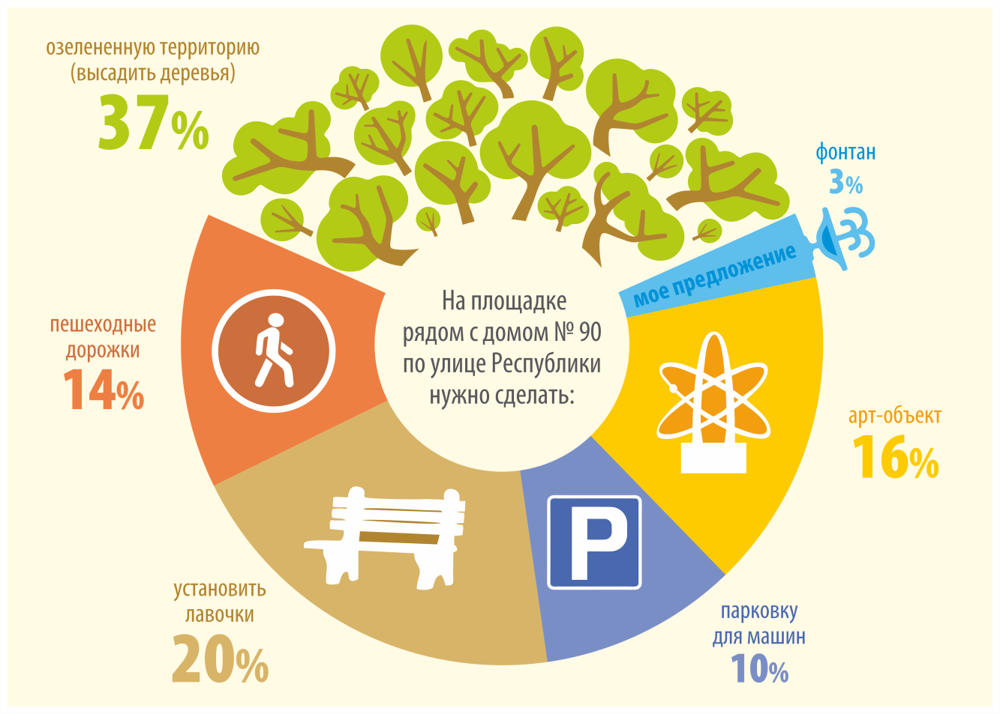 озелененную территорию
(высадить деревья)
37%
фонтан
3%
мое предложение
На площадке
рядом с домом № 90
по улице Республики
нужно сделать:
пешеходные
дорожки
14%
арт-объект
16%
P
установить
лавочки
20%
парковку
для машин
10%